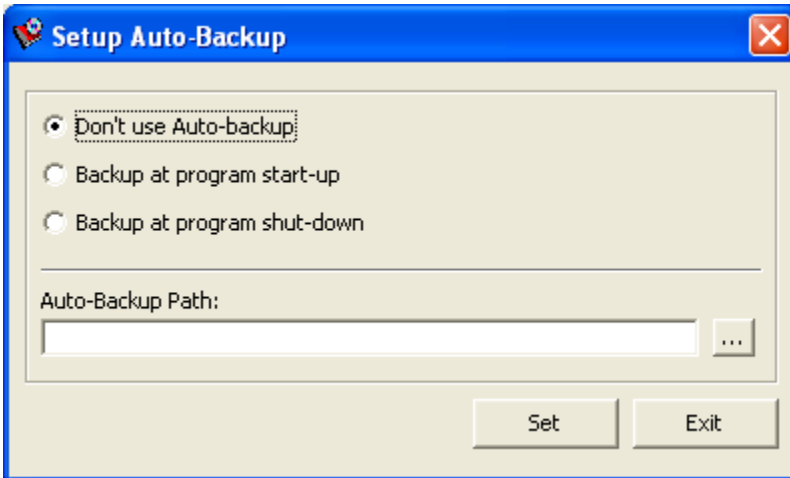 Setup Auto-Backup
Don't use Auto-backup
Backup at program start-up
Backup at program shut-down
Auto-Backup Path:
...
Set Exit